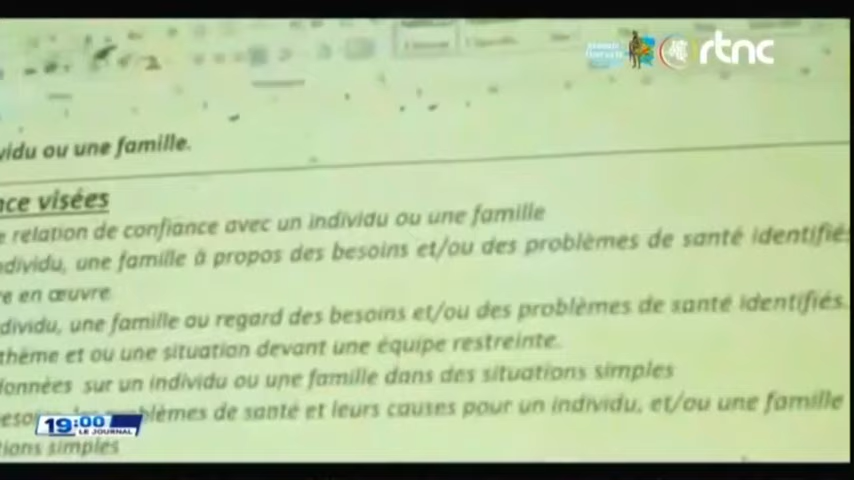 rtnc
vidu ou une famille.
nce visées
e relation de confiance avec un individu ou une famille
ndividu, une famille à propos des besoins et/ou des problèmes de santé identifiés
re en œuvre
dividu, une famille au regard des besoins et/ou des problèmes de santé identifiés.
thème et ou une situation devant une équipe restreinte.
données sur un individu ou une famille dans des situations simples
besoi blèmes de santé et leurs causes pour un individu, et/ou une famille
19:00
LE JOURNAL
tions simples